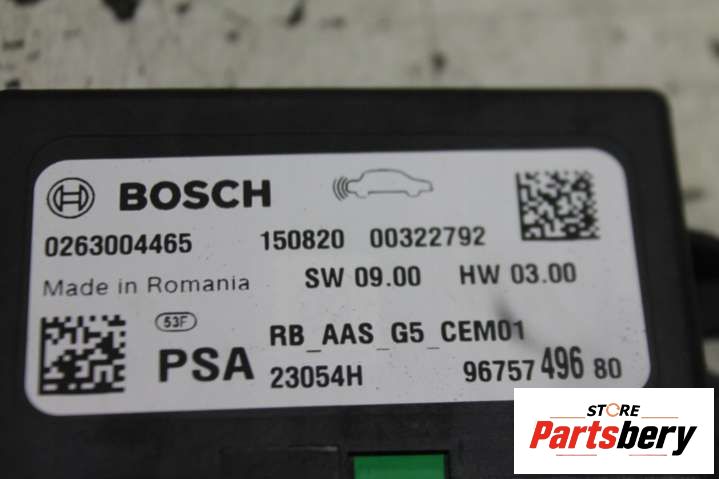 BOSCH
0263004465 150820 00322792
Made in Romania SW 09.00 HW 03.00
53F
PSA RB_AAS_G5_CEM01
23054H 96757 496 80
STORE
Partsbery